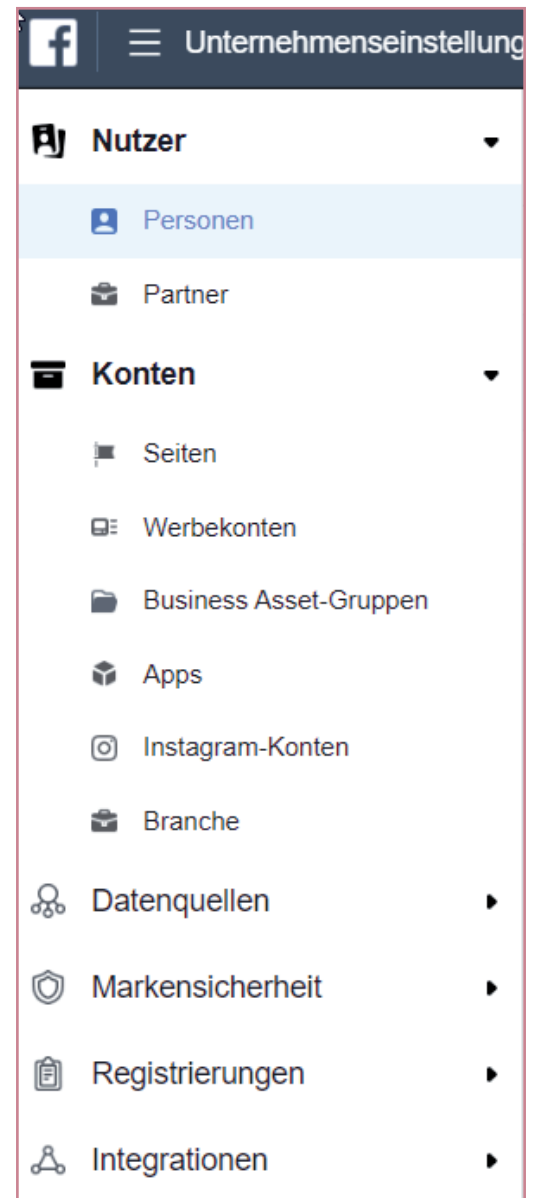 Unternehmenseinstellung
Nutzer
Personen
Partner
Konten
Seiten
Werbekonten
Business Asset-Gruppen
Apps
Instagram-Konten
Branche
Datenquellen
Markensicherheit
Registrierungen
Integrationen